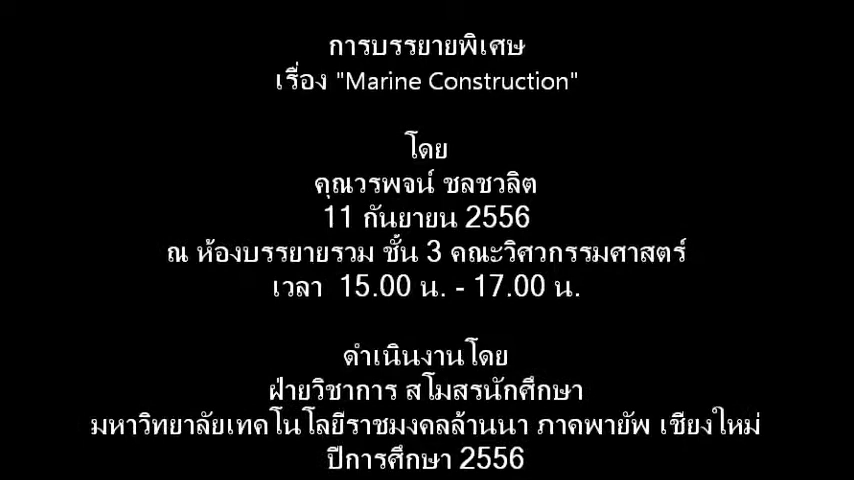 การบรรยายพิเศษ
เรื่อง "Marine Construction"
โดย
คุณวรพจน์ ชลชวลิต
11 กันยายน 2556
ณ ห้องบรรยายรวม ชั้น 3 คณะวิศวกรรมศาสตร์
เวลา 15.00 น. - 17.00 น.
ดำเนินงานโดย
ฝ่ายวิชาการ สโมสรนักศึกษา
มหาวิทยาลัยเทคโนโลยีราชมงคลล้านนา ภาคพายัพ เชียงใหม่
ปีการศึกษา 2556